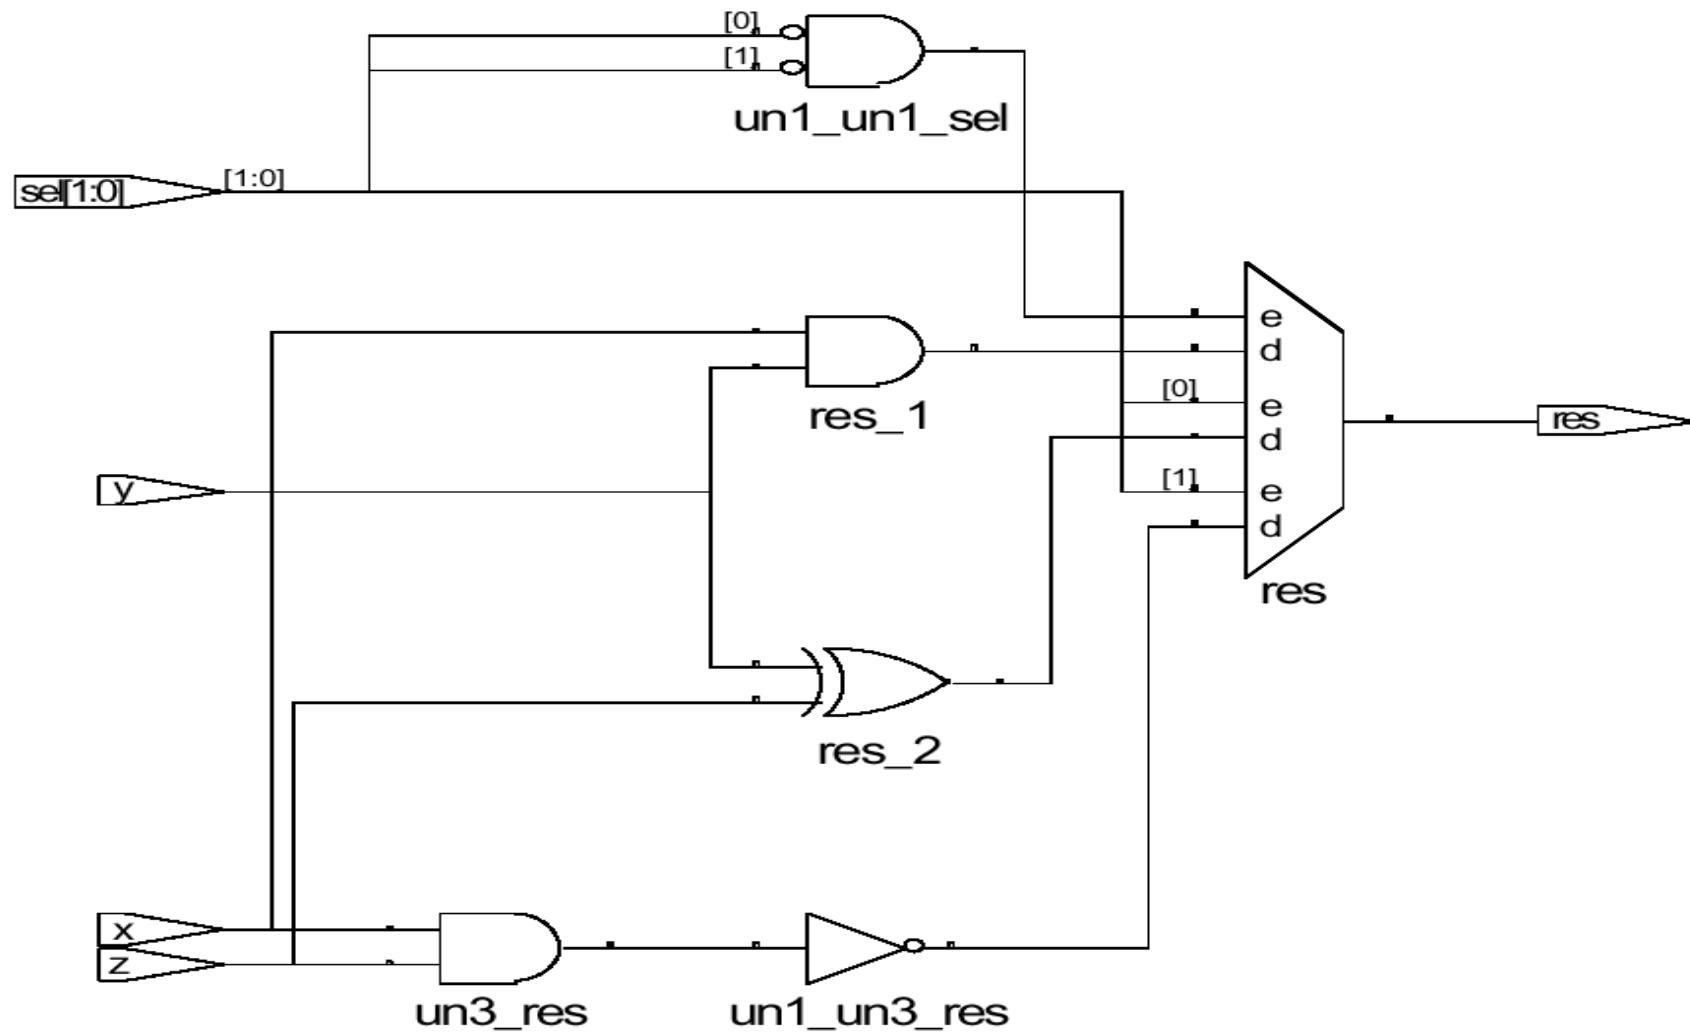 [0]
[1]
un1_un1_sel
sel[1:0]
[1:0]
e
d
[0]
e
d
[1]
e
d
res
res
res_1
y
res_2
x
z
un3_res
un1_un3_res